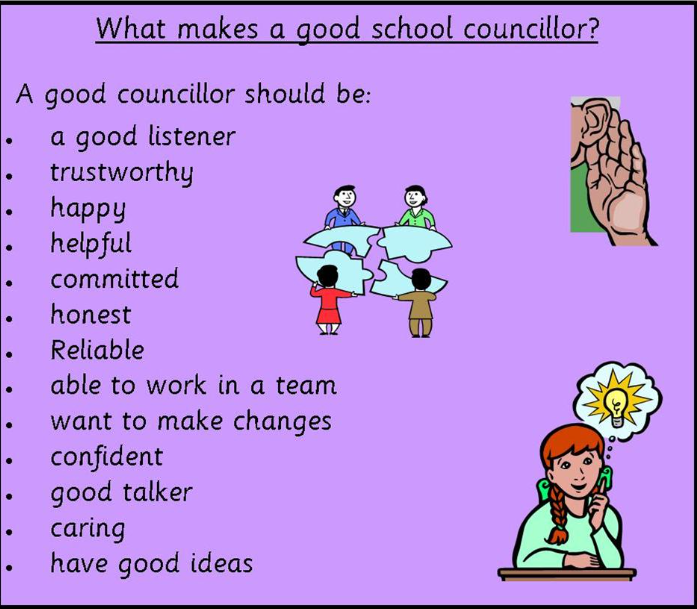 What makes a good school councillor?
A good councillor should be:
• a good listener
• trustworthy
• happy
• helpful
• committed
• honest
• Reliable
• able to work in a team
• want to make changes
• confident
• good talker
• caring
• have good ideas